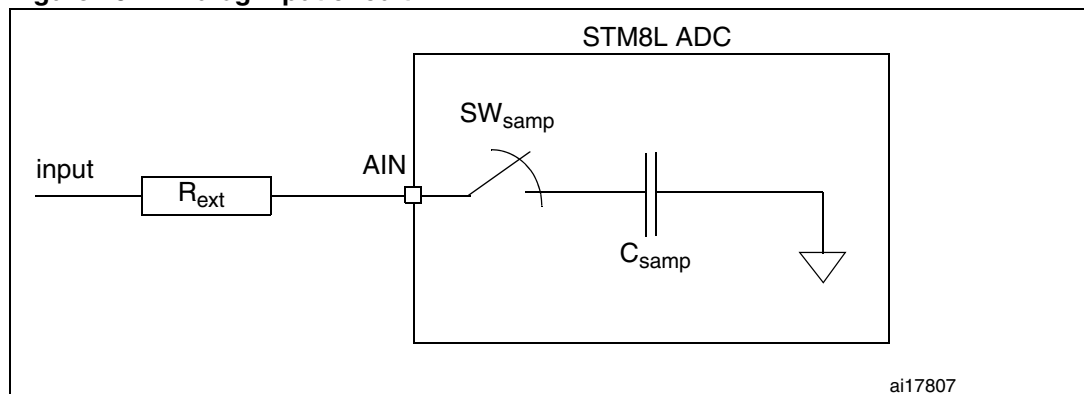 STM8L ADC
SWsamp
AIN
input
Rext
Csamp
ai17807